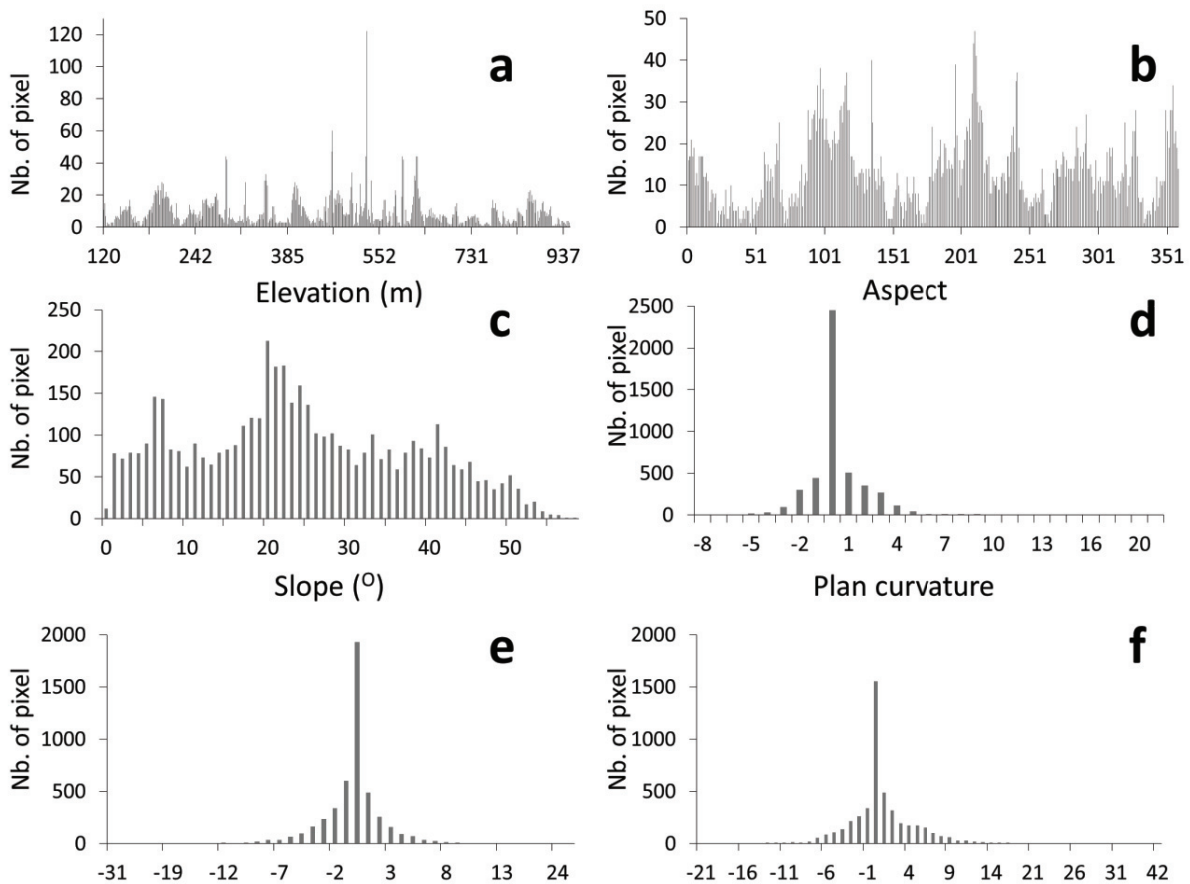 a
Nb. of pixel
120
100
80
60
40
20
0
120 242 385 552 731 937
Elevation (m)
b
Nb. of pixel
50
40
30
20
10
0
0 51 101 151 201 251 301 351
Aspect
c
Nb. of pixel
250
200
150
100
50
0
0 10 20 30 40 50
Slope (O)
d
Nb. of pixel
2500
2000
1500
1000
500
0
-8 -5 -2 1 4 7 10 13 16 20
Plan curvature
e
Nb. of pixel
2000
1500
1000
500
0
-31 -19 -12 -7 -2 3 8 13 24
f
Nb. of pixel
2000
1500
1000
500
0
-21 -16 -11 -6 -1 4 9 14 21 26 31 42